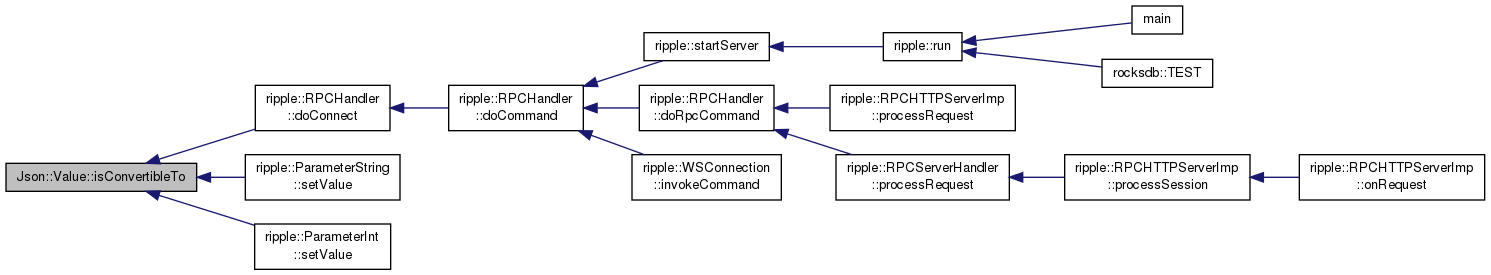 main
ripple::startServer
ripple::run
rocksdb::TEST
ripple::RPCHandler
::doConnect
ripple::RPCHandler
::doCommand
ripple::RPCHandler
::doRpcCommand
ripple::RPCHTTPServerImp
::processRequest
Json::Value::isConvertibleTo
ripple::ParameterString
::setValue
ripple::WSConnection
::invokeCommand
ripple::RPCServerHandler
::processRequest
ripple::RPCHTTPServerImp
::processSession
ripple::RPCHTTPServerImp
::onRequest
ripple::ParameterInt
::setValue